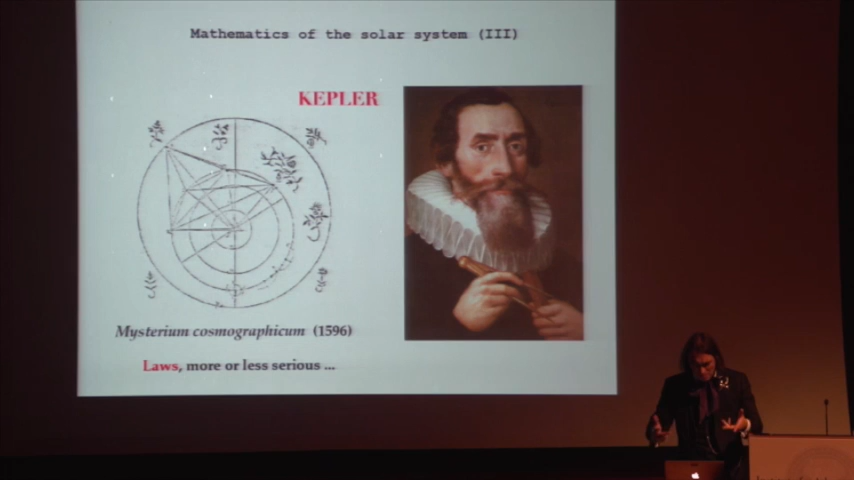 Mathematics of the solar system (III)
KEPLER
Mysterium cosmographicum (1596)
Laws, more or less serious ...